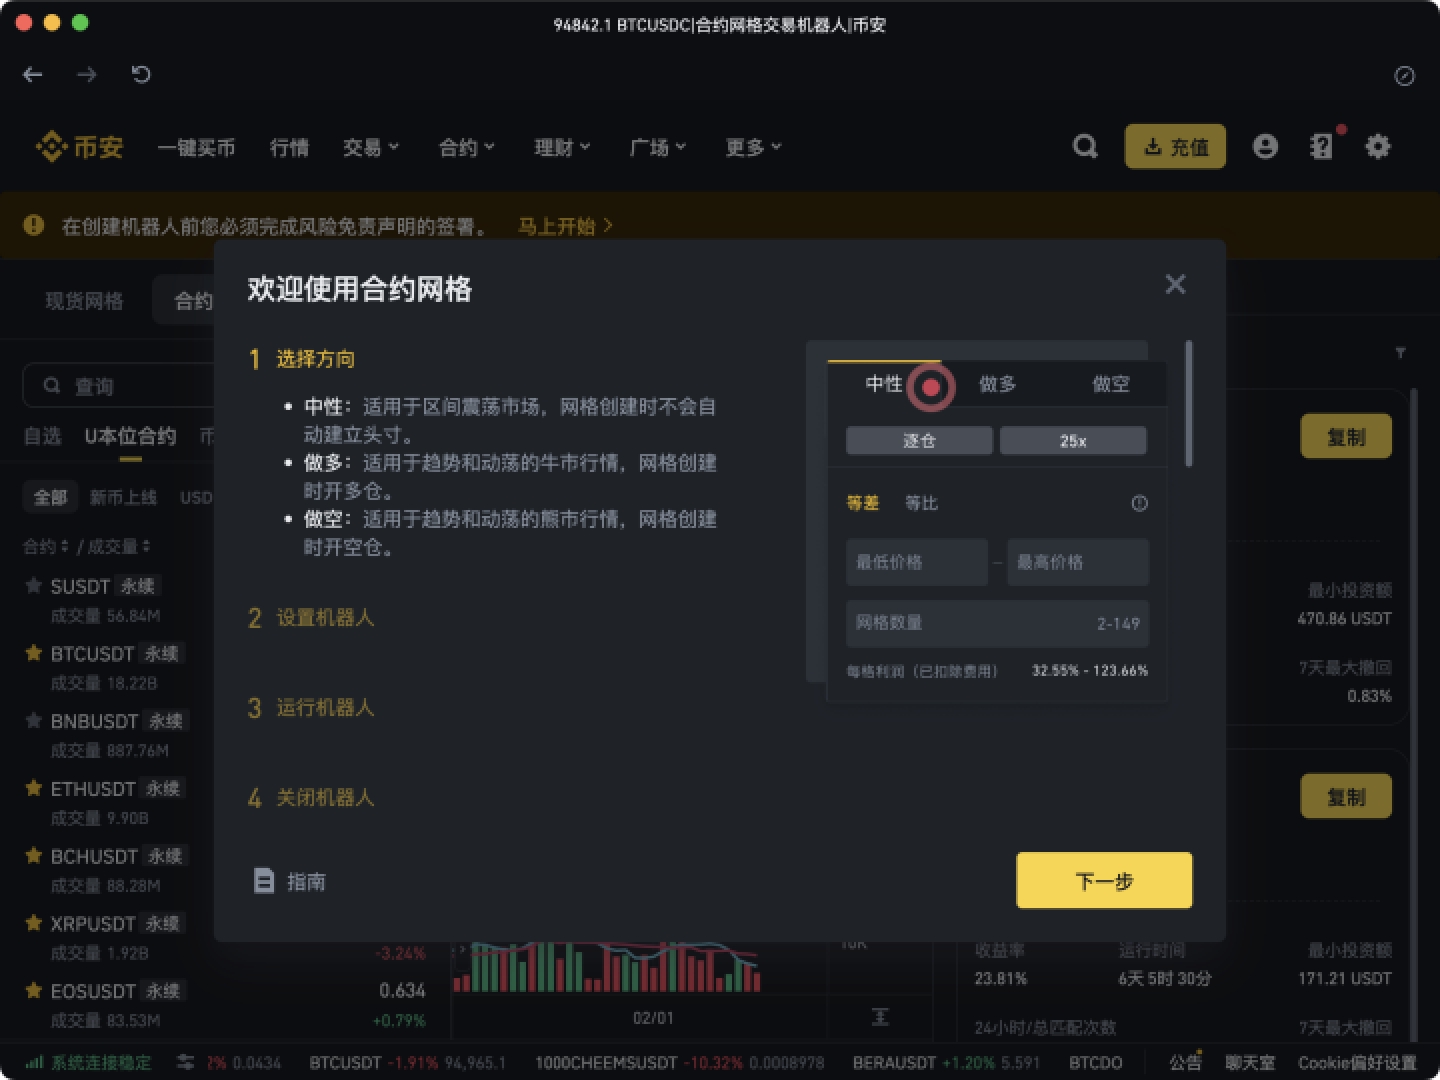 94842.1 BTCUSDC|合约网格交易机器人|币安
币安 一键买币 行情 交易 合约 理财 广场 更多 充值
在创建机器人前您必须完成风险免责声明的签署。 马上开始
现货网格 合约
查询
自选 U本位合约 币
全部 新币上线 USD
合约 / 成交量
SUSDT 永续
成交量 56.84M
BTCUSDT 永续
成交量 18.22B
BNBUSDT 永续
成交量 887.76M
ETHUSDT 永续
成交量 9.90B
BCHUSDT 永续
成交量 88.28M
XRPUSDT 永续
成交量 1.92B -3.24%
EOSUSDT 永续 0.634
成交量 83.53M +0.79%
欢迎使用合约网格
1 选择方向
• 中性：适用于区间震荡市场，网格创建时不会自
动建立头寸。
• 做多：适用于趋势和动荡的牛市行情，网格创建
时开多仓。
• 做空：适用于趋势和动荡的熊市行情，网格创建
时开空仓。
2 设置机器人
3 运行机器人
4 关闭机器人
指南
中性 做多 做空
逐仓 25x
等差 等比
最低价格 – 最高价格
网格数量 2-149
每格利润（已扣除费用） 32.55% - 123.66%
下一步
复制
最小投资额
470.86 USDT
7天最大撤回
0.83%
复制
收益率 运行时间 最小投资额
23.81% 6天 5时 30分 171.21 USDT
24小时/总匹配次数 7天最大撤回
02/01
系统连接稳定 2% 0.0434 BTCUSDT -1.91% 94,965.1 1000CHEEMSUSDT -10.32% 0.0008978 BERAUSDT +1.20% 5.591 BTCDO 公告 聊天室 Cookie偏好设置